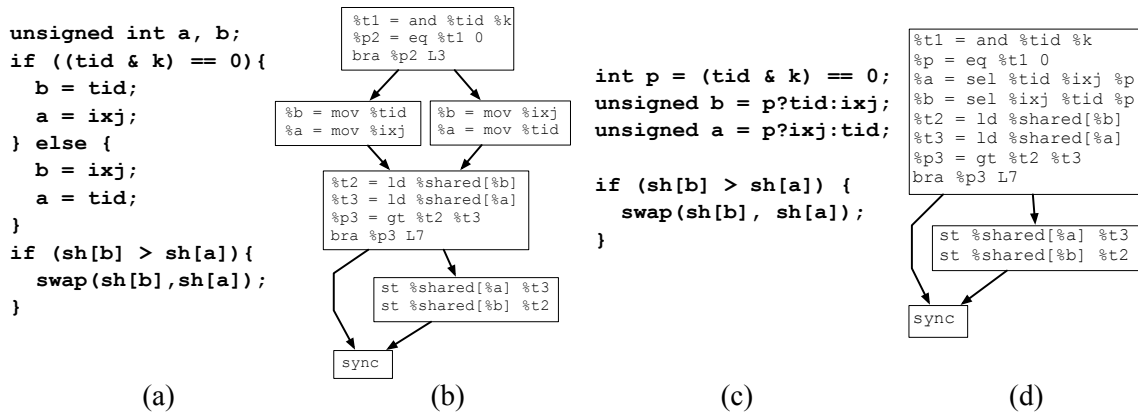 unsigned int a, b;
if ((tid & k) == 0){
b = tid;
a = ixj;
} else {
b = ixj;
a = tid;
}
if (sh[b] > sh[a]){
swap(sh[b],sh[a]);
}
(a)
%t1 = and %tid %k
%p2 = eq %t1 0
bra %p2 L3
%b = mov %tid
%a = mov %ixj
%b = mov %ixj
%a = mov %tid
%t2 = ld %shared[%b]
%t3 = ld %shared[%a]
%p3 = gt %t2 %t3
bra %p3 L7
st %shared[%a] %t3
st %shared[%b] %t2
sync
(b)
int p = (tid & k) == 0;
unsigned b = p?tid:ixj;
unsigned a = p?ixj:tid;
if (sh[b] > sh[a]) {
swap(sh[b], sh[a]);
}
(c)
%t1 = and %tid %k
%p = eq %t1 0
%a = sel %tid %ixj %p
%b = sel %ixj %tid %p
%t2 = ld %shared[%b]
%t3 = ld %shared[%a]
%p3 = gt %t2 %t3
bra %p3 L7
st %shared[%a] %t3
st %shared[%b] %t2
sync
(d)